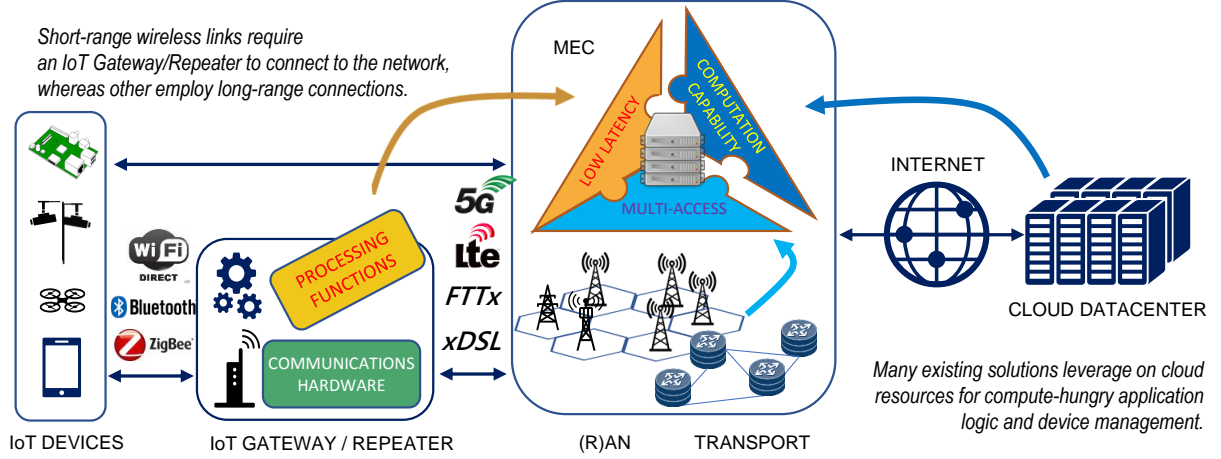 Short-range wireless links require
an IoT Gateway/Repeater to connect to the network,
whereas other employ long-range connections.
MEC
LOW LATENCY
COMPUTATION
CAPABILITY
MULTI-ACCESS
INTERNET
CLOUD DATACENTER
5G
Lte
FTTx
xDSL
WiFi
DIRECT
Bluetooth
ZigBee
PROCESSING
FUNCTIONS
COMMUNICATIONS
HARDWARE
Many existing solutions leverage on cloud
resources for compute-hungry application
logic and device management.
IoT DEVICES
IoT GATEWAY / REPEATER
(R)AN
TRANSPORT